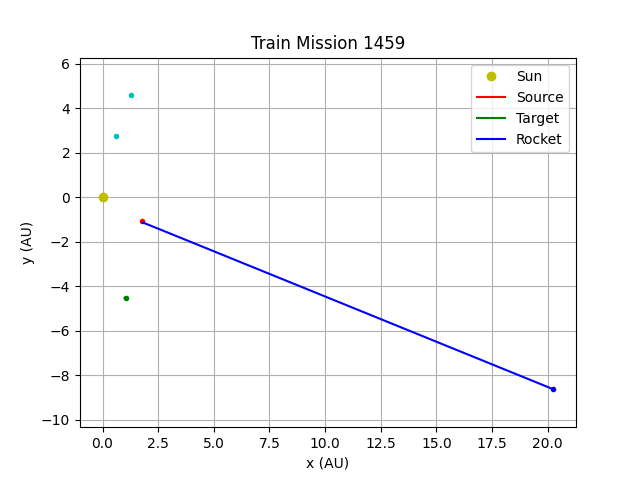 Train Mission 1459
6
4
2
0
−2
−4
−6
−8
−10
y (AU)
Sun
Source
Target
Rocket
0.0 2.5 5.0 7.5 10.0 12.5 15.0 17.5 20.0
x (AU)